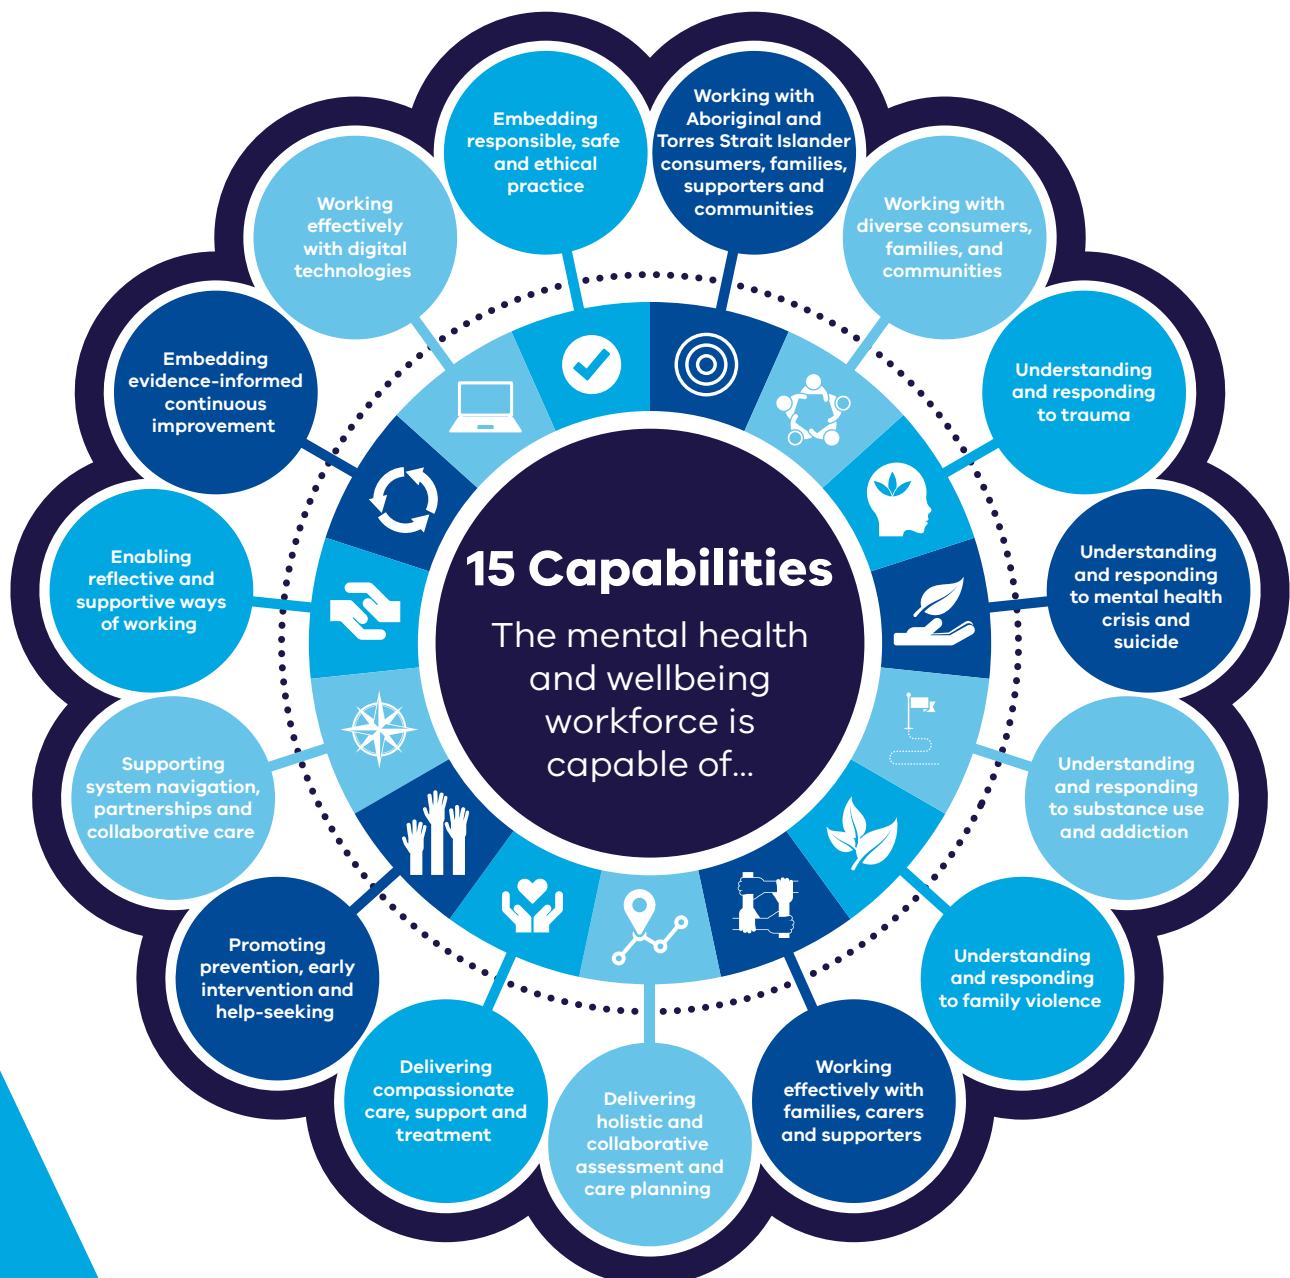 15 Capabilities
The mental health
and wellbeing
workforce is
capable of...
Working with
Aboriginal and
Torres Strait Islander
consumers, families,
supporters and
communities
Working with
diverse consumers,
families, and
communities
Understanding
and responding
to trauma
Understanding
and responding
to mental health
crisis and
suicide
Understanding
and responding
to substance use
and addiction
Understanding
and responding
to family violence
Working
effectively with
families, carers
and supporters
Delivering
holistic and
collaborative
assessment and
care planning
Delivering
compassionate
care, support and
treatment
Promoting
prevention, early
intervention and
help-seeking
Supporting
system navigation,
partnerships and
collaborative care
Enabling
reflective and
supportive ways
of working
Embedding
evidence-informed
continuous
improvement
Working
effectively
with digital
technologies
Embedding
responsible, safe
and ethical
practice